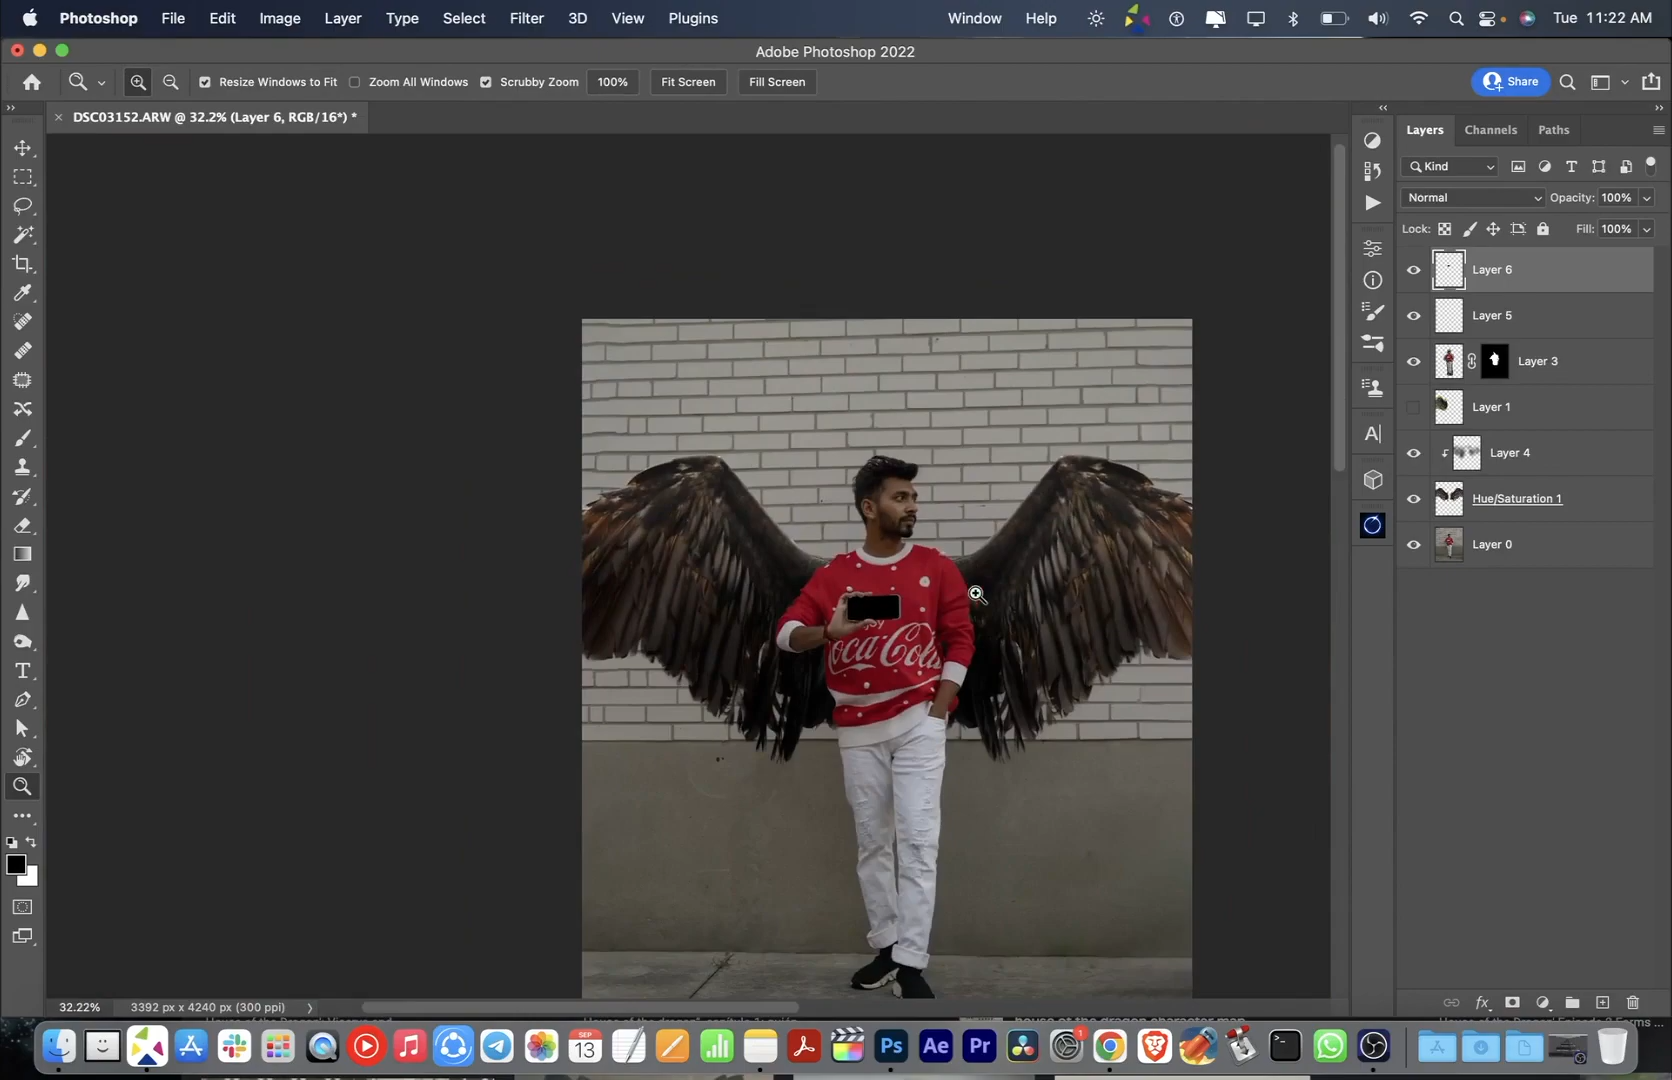 Photoshop File Edit Image Layer Type Select Filter 3D View Plugins Window Help Tue 11:22 AM
Adobe Photoshop 2022
Resize Windows to Fit Zoom All Windows Scrubby Zoom 100% Fit Screen Fill Screen Share
× DSC03152.ARW @ 32.2% (Layer 6, RGB/16*) *
Layers Channels Paths
Kind
Normal Opacity: 100%
Lock: Fill: 100%
Layer 6
Layer 5
Layer 3
Layer 1
Layer 4
Hue/Saturation 1
Layer 0
Coca-Cola
32.22% 3392 px x 4240 px (300 ppi)
SEP
13
Ps Ae Pr
1